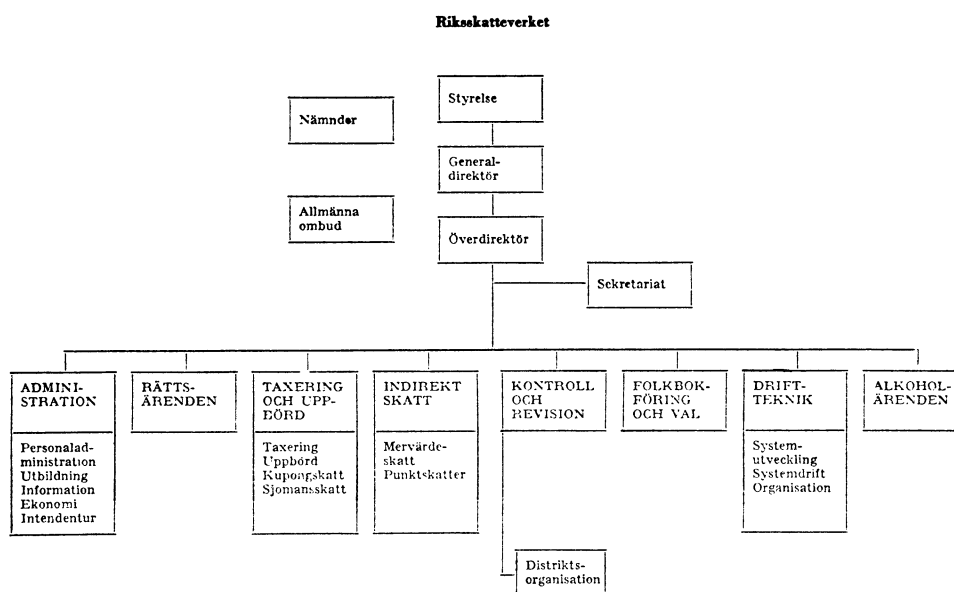 Riksskatteverket
Styrelse
Nämnder
General-
direktör
Allmänna
ombud
Överdirektör
Sekretariat
ADMINI-
STRATION
Personalad-
ministration
Utbildning
Information
Ekonomi
Intendentur
RÄTTS-
ÄRENDEN
TAXERING
OCH UPP-
BÖRD
Taxering
Uppbörd
Kupongskatt
Sjömansskatt
INDIREKT
SKATT
Mervärde-
skatt
Punktskatter
KONTROLL
OCH
REVISION
Distrikts-
organisation
FOLKBOK-
FÖRING
OCH VAL
DRIFT-
TEKNIK
System-
utveckling
Systemdrift
Organisation
ALKOHOL-
ÄRENDEN